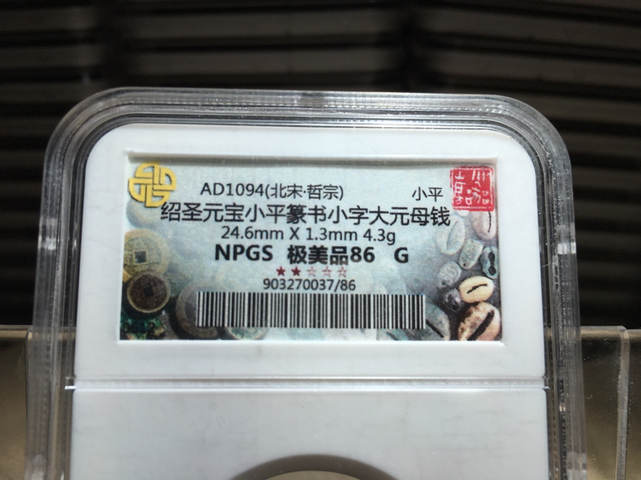 AD1094(北宋·哲宗) 小平
绍圣元宝小平篆书小字大元母钱
24.6mm X 1.3mm 4.3g
NPGS 极美品86 G
★★☆☆☆
903270037/86